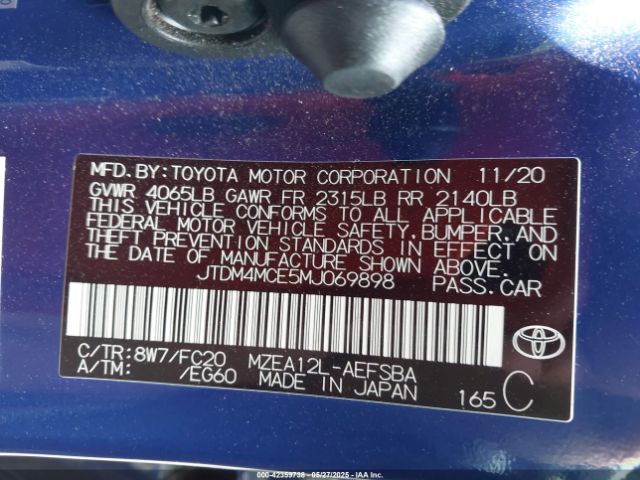 MFD.BY:TOYOTA MOTOR CORPORATION 11/20
GVWR 4065LB GAWR FR 2315LB RR 2140LB
THIS VEHICLE CONFORMS TO ALL APPLICABLE
FEDERAL MOTOR VEHICLE SAFETY,BUMPER,AND
THEFT PREVENTION STANDARDS IN EFFECT ON
THE DATE OF MANUFACTURE SHOWN ABOVE.
JTDM4MCE5MJ069898 PASS.CAR
C/TR:8W7/FC20 MZEA12L-AEFSBA
A/TM: /EG60 MADE IN JAPAN 165 C
TOYOTA
000-42359738 - 05/27/2025 - IAAI - Copyright IAA, Inc.